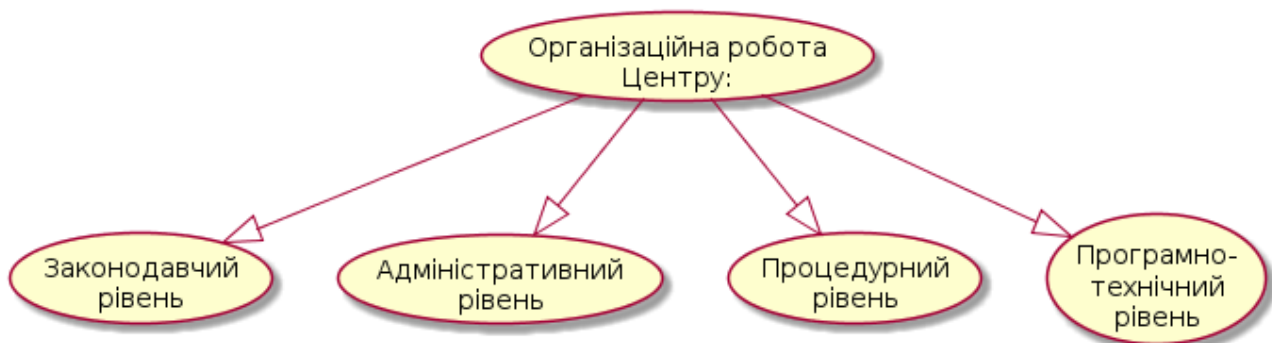 Організаційна робота
Центру:
Законодавчий
рівень
Адміністративний
рівень
Процедурний
рівень
Програмно-
технічний
рівень